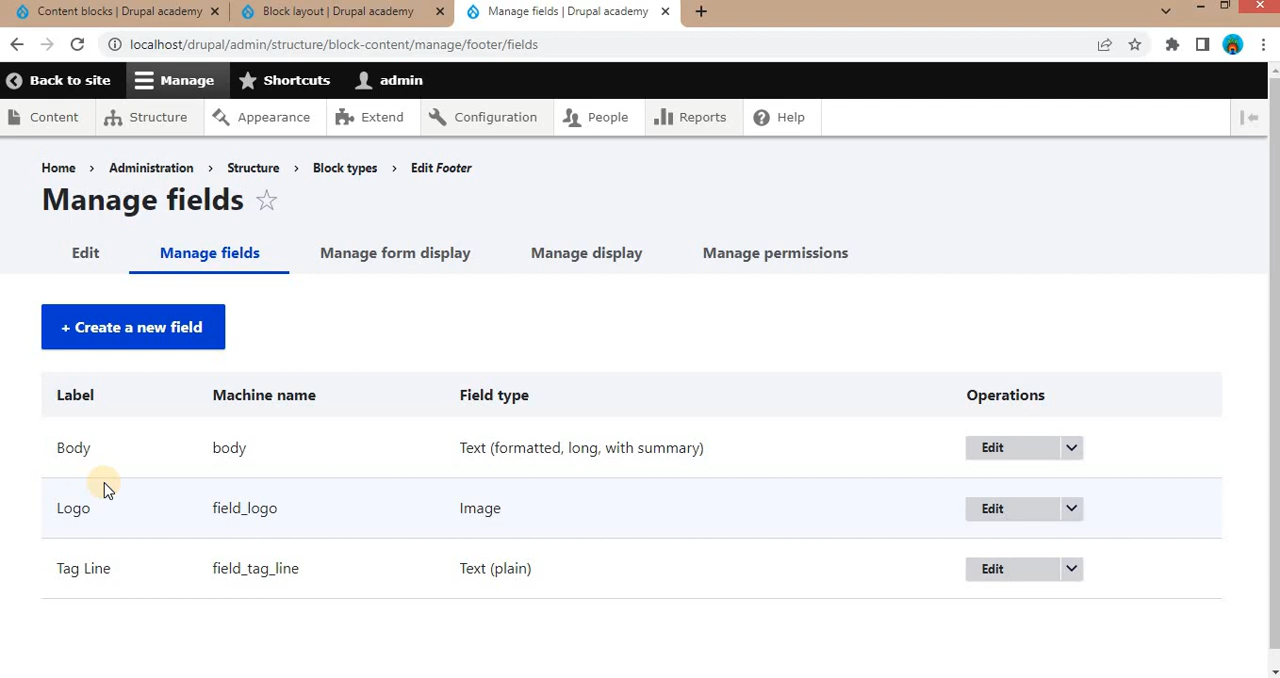 Content blocks | Drupal academy Block layout | Drupal academy Manage fields | Drupal academy
localhost/drupal/admin/structure/block-content/manage/footer/fields
Back to site Manage Shortcuts admin
Content Structure Appearance Extend Configuration People Reports Help
Home > Administration > Structure > Block types > Edit Footer
Manage fields
Edit Manage fields Manage form display Manage display Manage permissions
+ Create a new field
Label Machine name Field type Operations
Body body Text (formatted, long, with summary) Edit
Logo field_logo Image Edit
Tag Line field_tag_line Text (plain) Edit